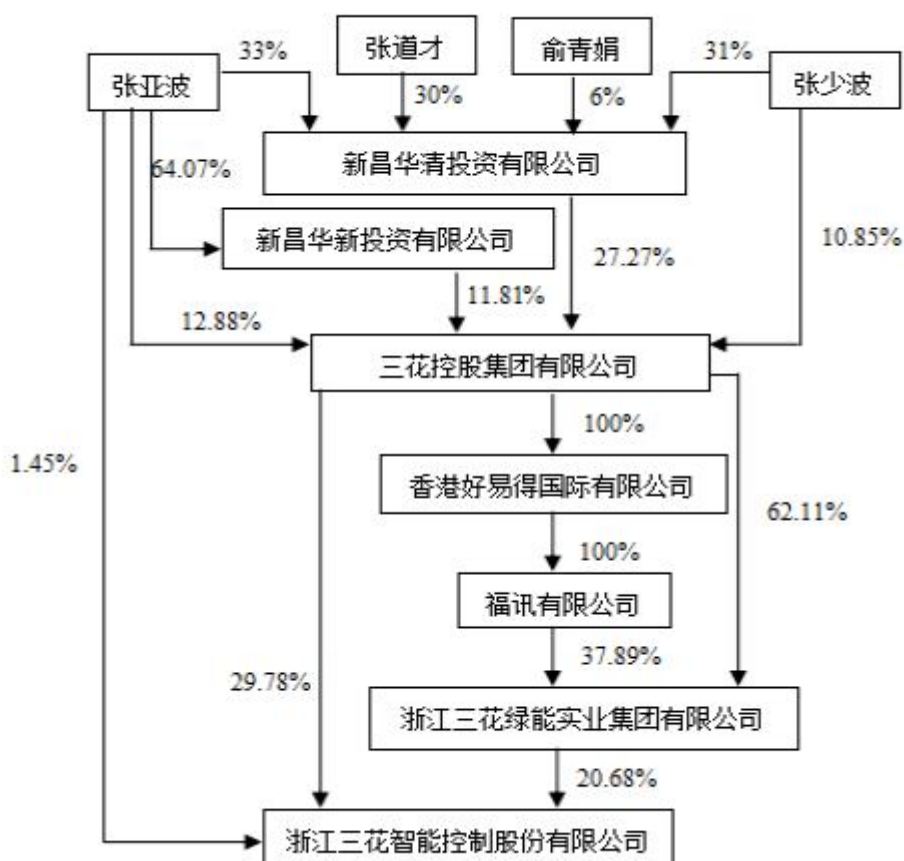 33%
张道才
俞青娟
31%
张亚波
30%
6%
张少波
新昌华清投资有限公司
64.07%
新昌华新投资有限公司
27.27%
10.85%
11.81%
12.88%
三花控股集团有限公司
100%
1.45%
香港好易得国际有限公司
62.11%
100%
福讯有限公司
37.89%
29.78%
浙江三花绿能实业集团有限公司
20.68%
浙江三花智能控制股份有限公司